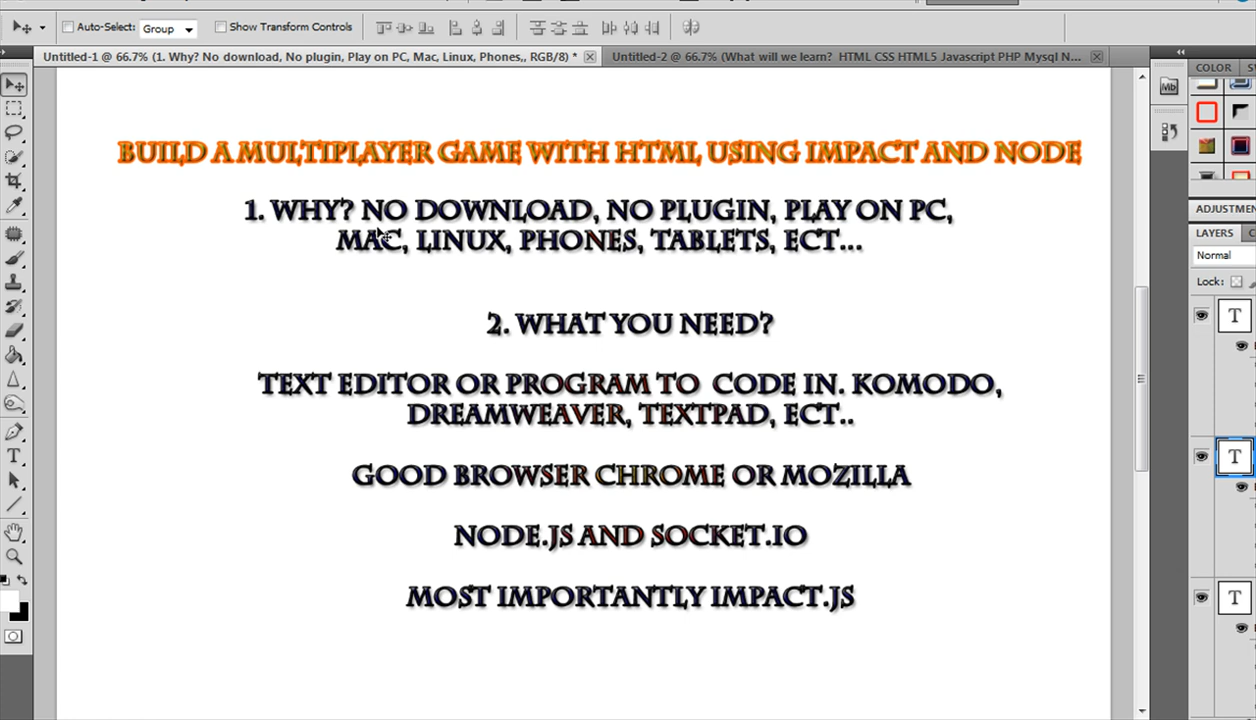 Auto-Select: Group Show Transform Controls
Untitled-1 @ 66.7% (1. Why? No download, No plugin, Play on PC, Mac, Linux, Phones,, RGB/8) *
Untitled-2 @ 66.7% (What will we learn? HTML CSS HTML5 Javascript PHP Mysql N...
Mb
COLOR
ADJUSTMEN
LAYERS
Normal
Lock:
T
T
T
T
BUILD A MULTIPLAYER GAME WITH HTML USING IMPACT AND NODE
1. WHY? NO DOWNLOAD, NO PLUGIN, PLAY ON PC,
MAC, LINUX, PHONES, TABLETS, ECT...
2. WHAT YOU NEED?
TEXT EDITOR OR PROGRAM TO CODE IN. KOMODO,
DREAMWEAVER, TEXTPAD, ECT..
GOOD BROWSER CHROME OR MOZILLA
NODE.JS AND SOCKET.IO
MOST IMPORTANTLY IMPACT.JS